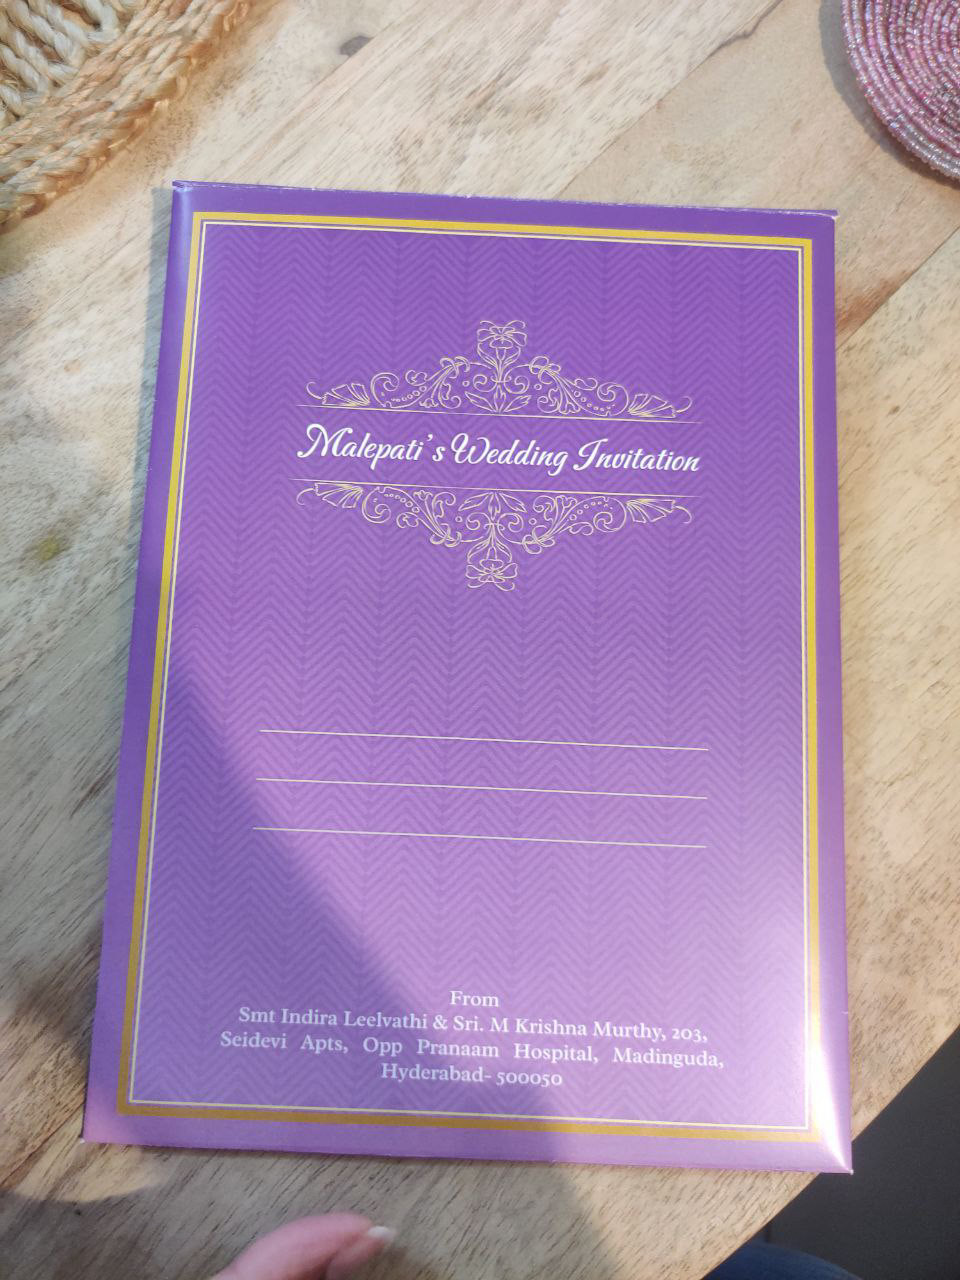 Malepati's Wedding Invitation
From
Smt Indira Leelvathi & Sri. M Krishna Murthy, 203,
Seidevi Apts, Opp Pranaam Hospital, Madinguda,
Hyderabad- 500050